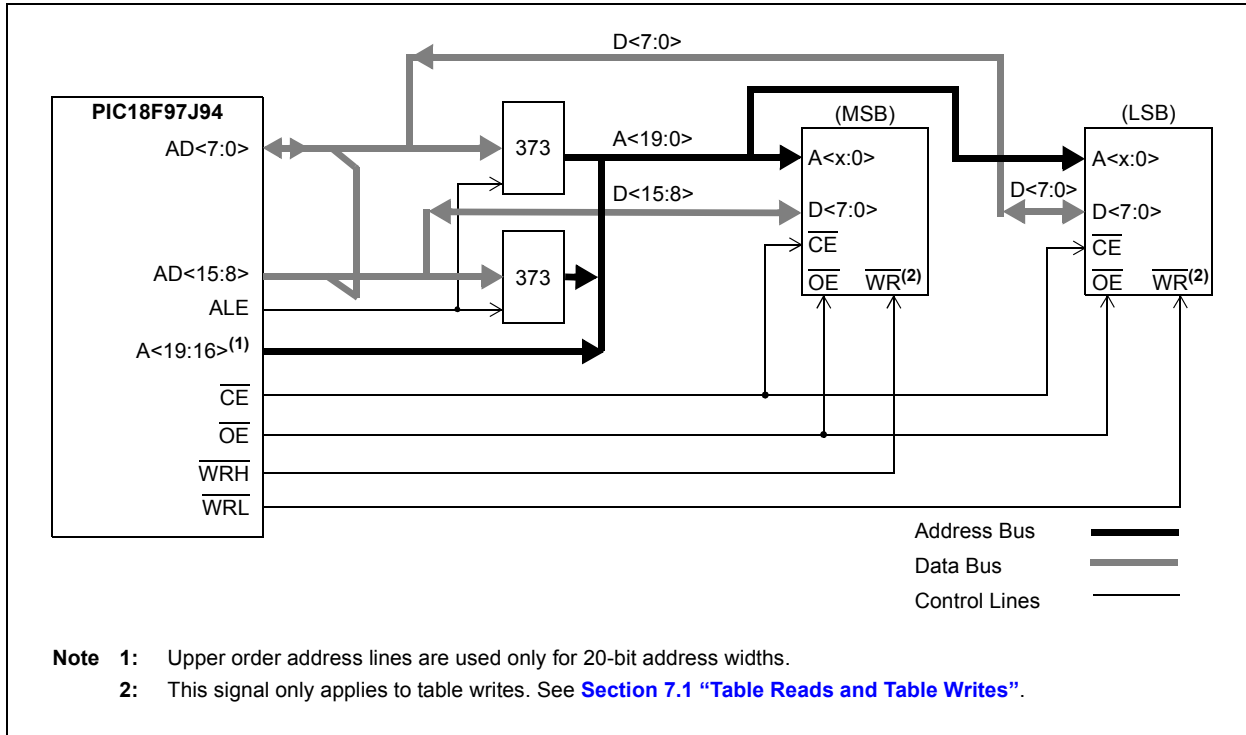 D<7:0>
PIC18F97J94
AD<7:0>
373
A<19:0>
(MSB)
A<x:0>
(LSB)
A<x:0>
D<15:8>
D<7:0>
D<7:0>
D<7:0>
CE
CE
AD<15:8>
373
OE
WR(2)
OE
WR(2)
ALE
A<19:16>(1)
CE
OE
WRH
WRL
Address Bus
Data Bus
Control Lines
Note 1: Upper order address lines are used only for 20-bit address widths.
2: This signal only applies to table writes. See Section 7.1 “Table Reads and Table Writes”.